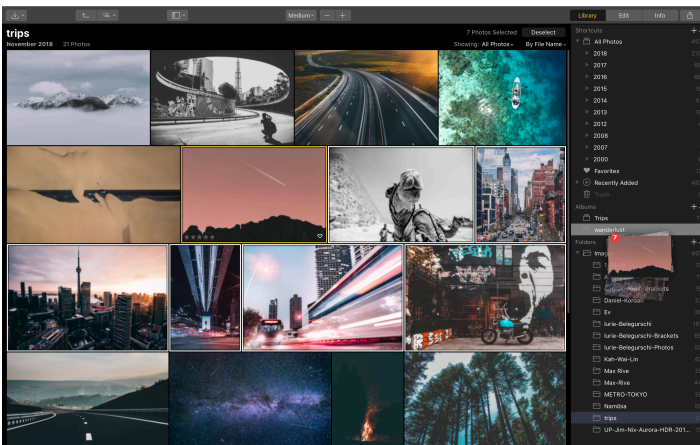 Medium
Library Edit Info
trips
7 Photos Selected Deselect
November 2018 21 Photos
Showing: All Photos By File Name
Shortcuts
All Photos
2018
2017
2016
2015
2014
2013
2012
2008
2007
2000
Favorites
Recently Added
Trash
Albums
Trips
wanderlust
7
Folders
Brackets
Daniel-Kordan
Ev
Iurie-Belegurschi
Iurie-Belegurschi-Brackets
Iurie-Belegurschi-Photos
Kah-Wai-Lin
Max Rive
Max-Rive
METRO-TOKYO
Namibia
trips
UP-Jim-Nix-Aurora-HDR-201...